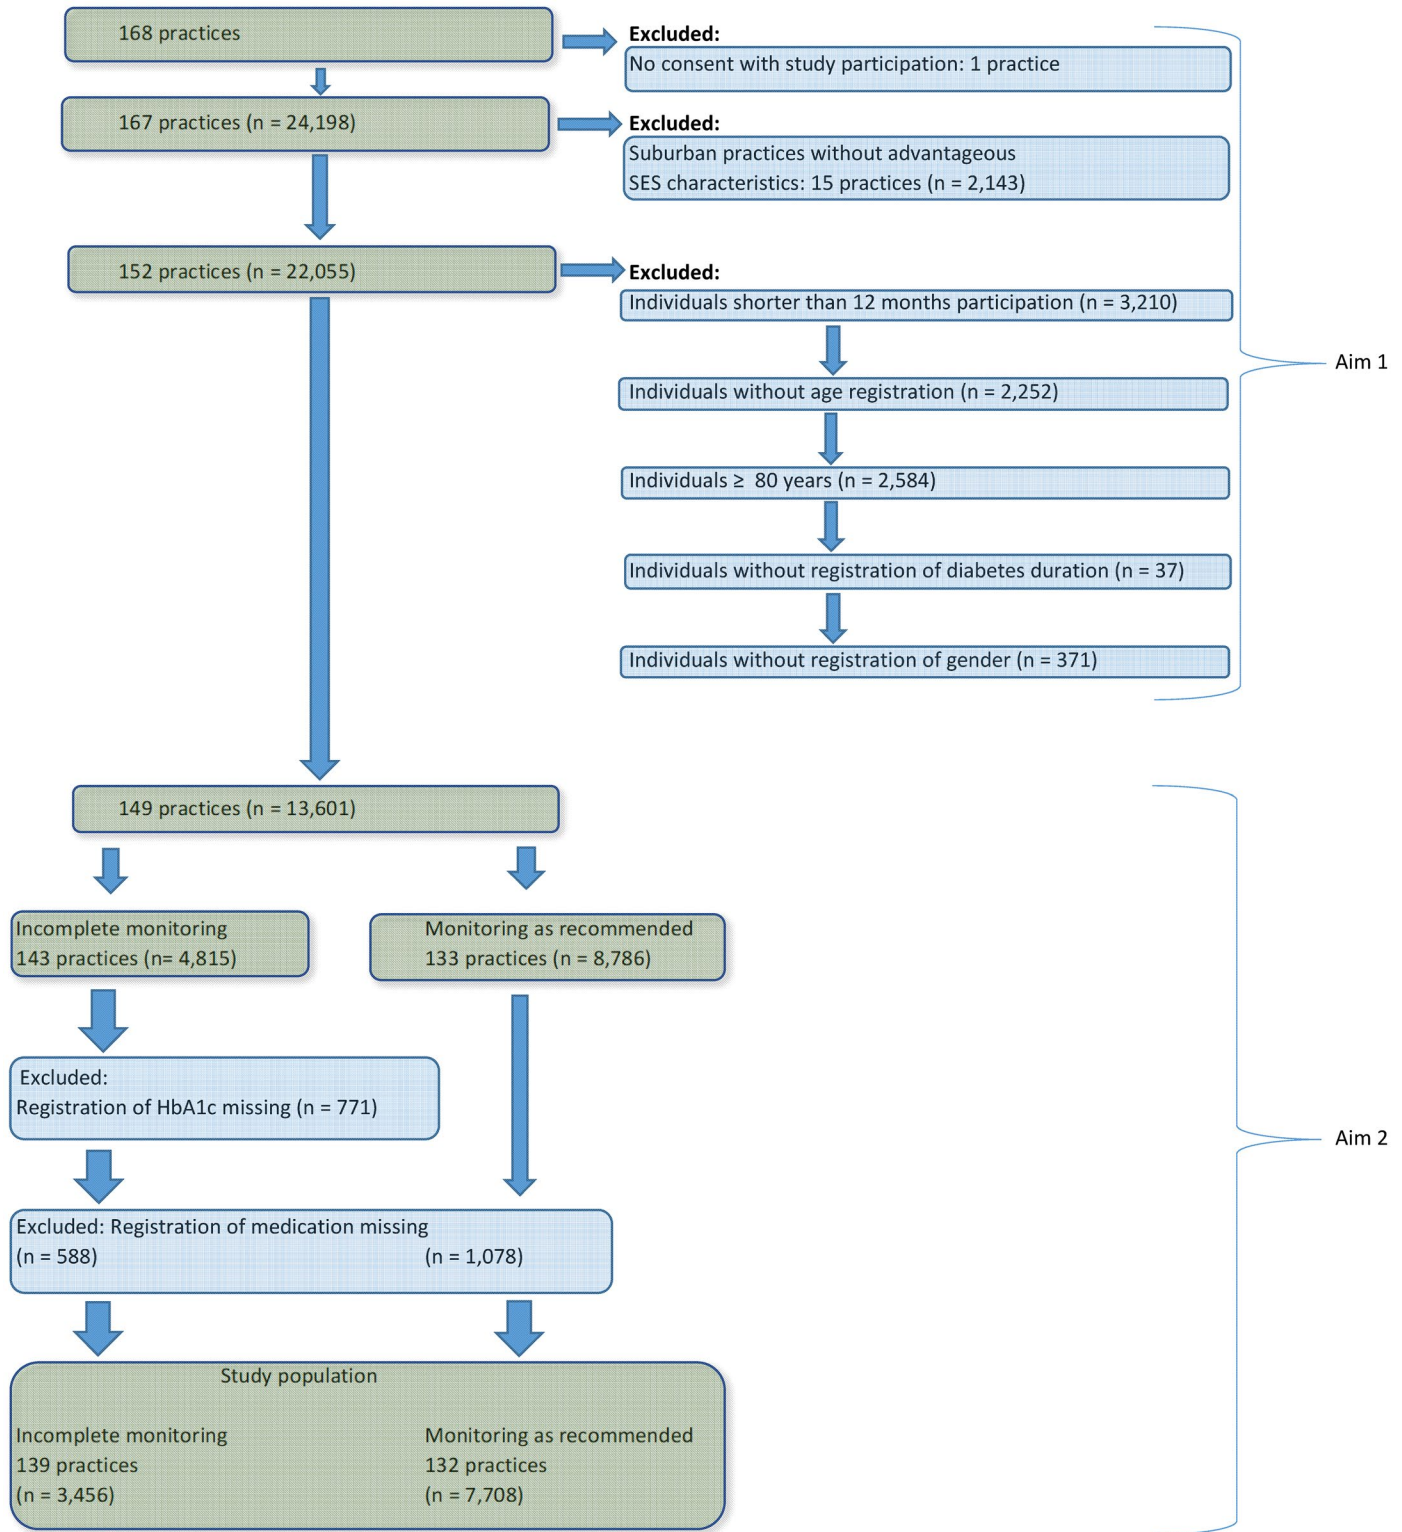 168 practices
Excluded:
No consent with study participation: 1 practice
167 practices (n = 24,198)
Excluded:
Suburban practices without advantageous
SES characteristics: 15 practices (n = 2,143)
152 practices (n = 22,055)
Excluded:
Individuals shorter than 12 months participation (n = 3,210)
Aim 1
Individuals without age registration (n = 2,252)
Individuals ≥ 80 years (n = 2,584)
Individuals without registration of diabetes duration (n = 37)
Individuals without registration of gender (n = 371)
149 practices (n = 13,601)
Incomplete monitoring
143 practices (n= 4,815)
Monitoring as recommended
133 practices (n = 8,786)
Excluded:
Registration of HbA1c missing (n = 771)
Aim 2
Excluded: Registration of medication missing
(n = 588) (n = 1,078)
Study population
Incomplete monitoring
139 practices
(n = 3,456)
Monitoring as recommended
132 practices
(n = 7,708)